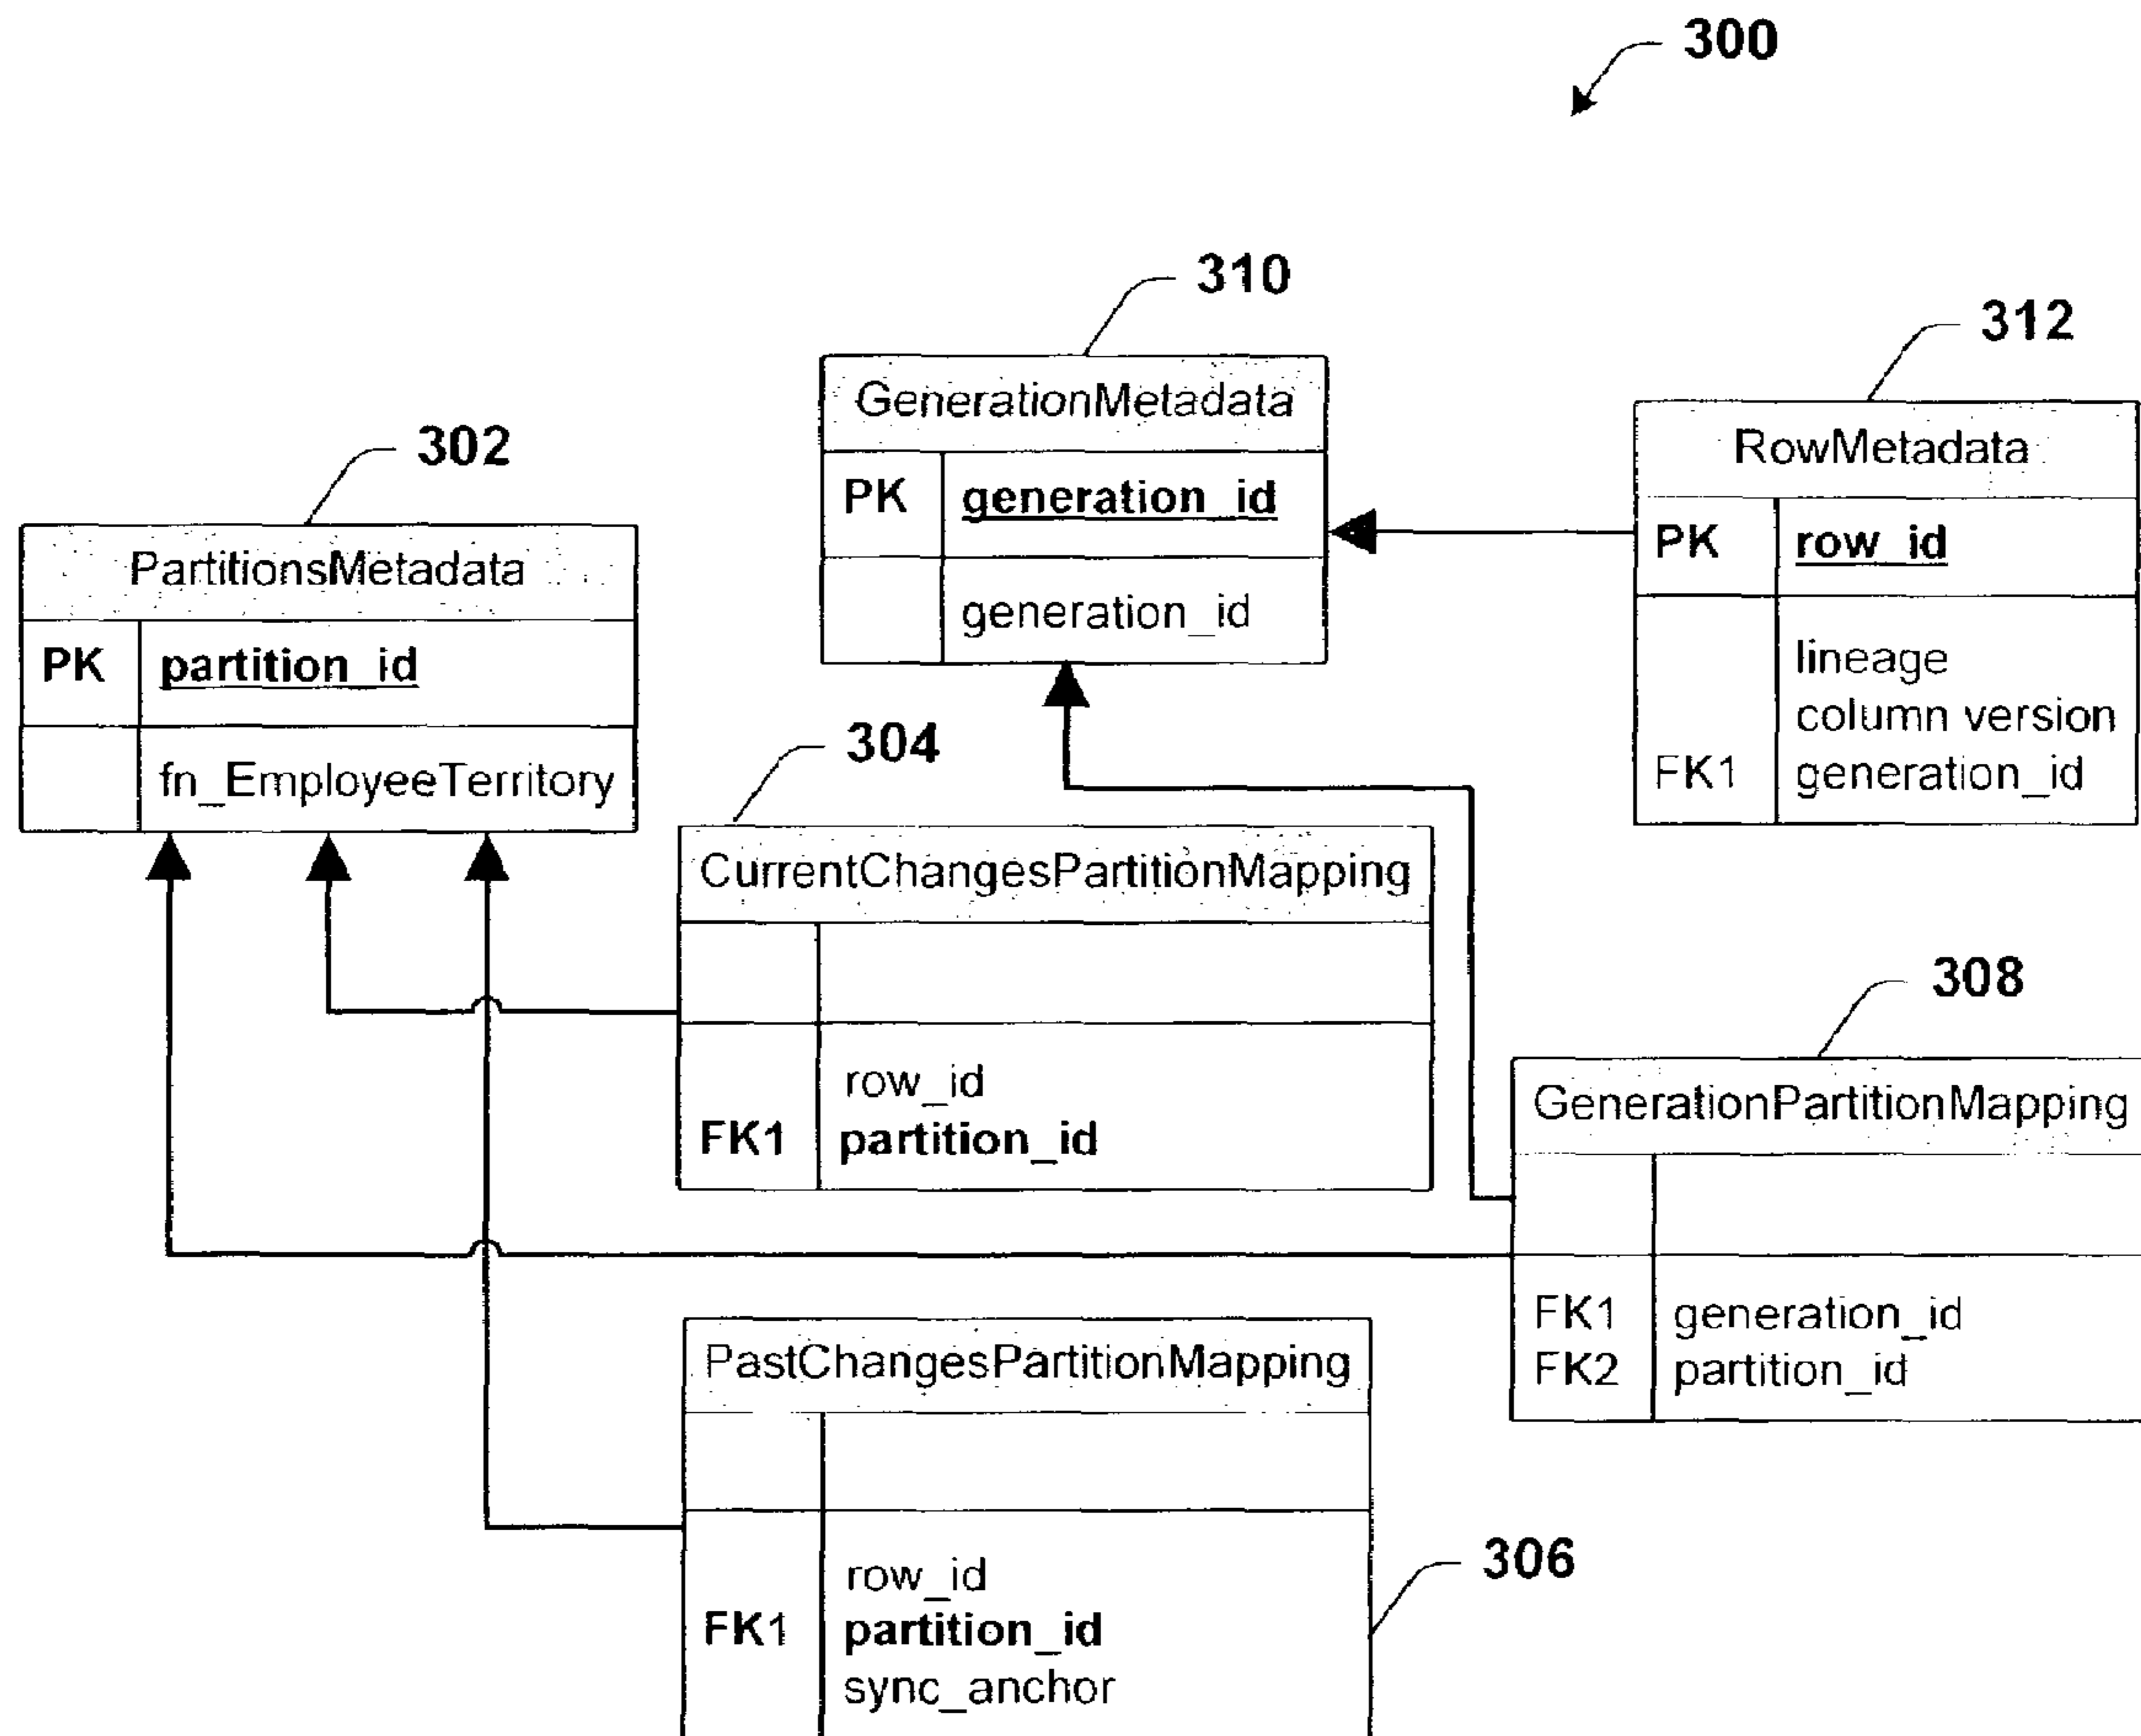 300
310
312
GenerationMetadata
PK generation_id
generation_id
RowMetadata
PK row_id
lineage
column version
FK1 generation_id
302
PartitionsMetadata
PK partition_id
fn_EmployeeTerritory
304
CurrentChangesPartitionMapping
row_id
FK1 partition_id
308
GenerationPartitionMapping
FK1 generation_id
FK2 partition_id
PastChangesPartitionMapping
row_id
FK1 partition_id
sync_anchor
306